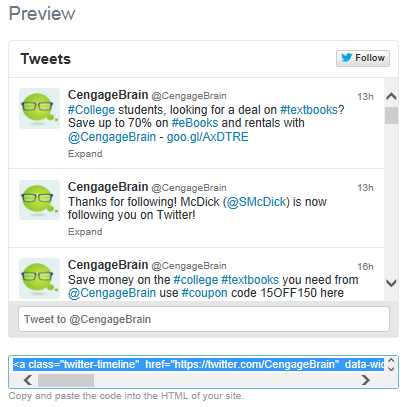 Preview
Tweets
Follow
CengageBrain @CengageBrain 13h
#College students, looking for a deal on #textbooks?
Save up to 70% on #eBooks and rentals with
@CengageBrain - goo.gl/AxDTRE
Expand
CengageBrain @CengageBrain 13h
Thanks for following! McDick (@SMcDick) is now
following you on Twitter!
Expand
CengageBrain @CengageBrain 16h
Save money on the #college #textbooks you need from
@CengageBrain use #coupon code 15OFF150 here
Tweet to @CengageBrain
<a class="twitter-timeline" href="https://twitter.com/CengageBrain" data-wid
Copy and paste the code into the HTML of your site.